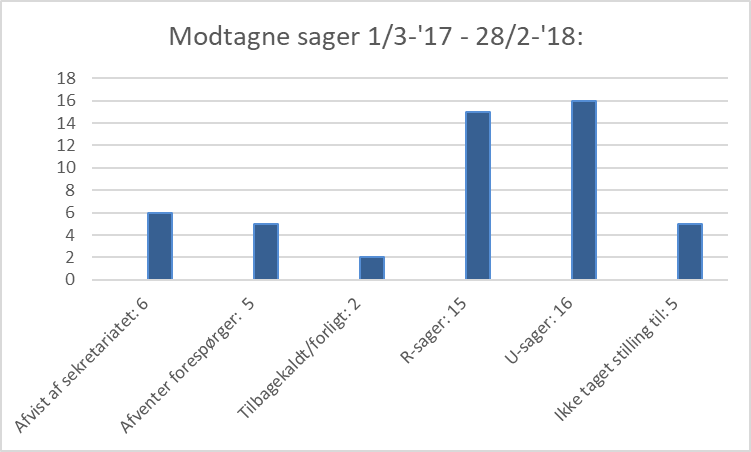 Modtagne sager 1/3-'17 - 28/2-'18:
18
16
14
12
10
8
6
4
2
0
Afvist af sekretariatet: 6
Afventer forespørger:  5
Tilbagekaldt/forligt: 2
R-sager: 15
U-sager: 16
Ikke taget stilling til: 5